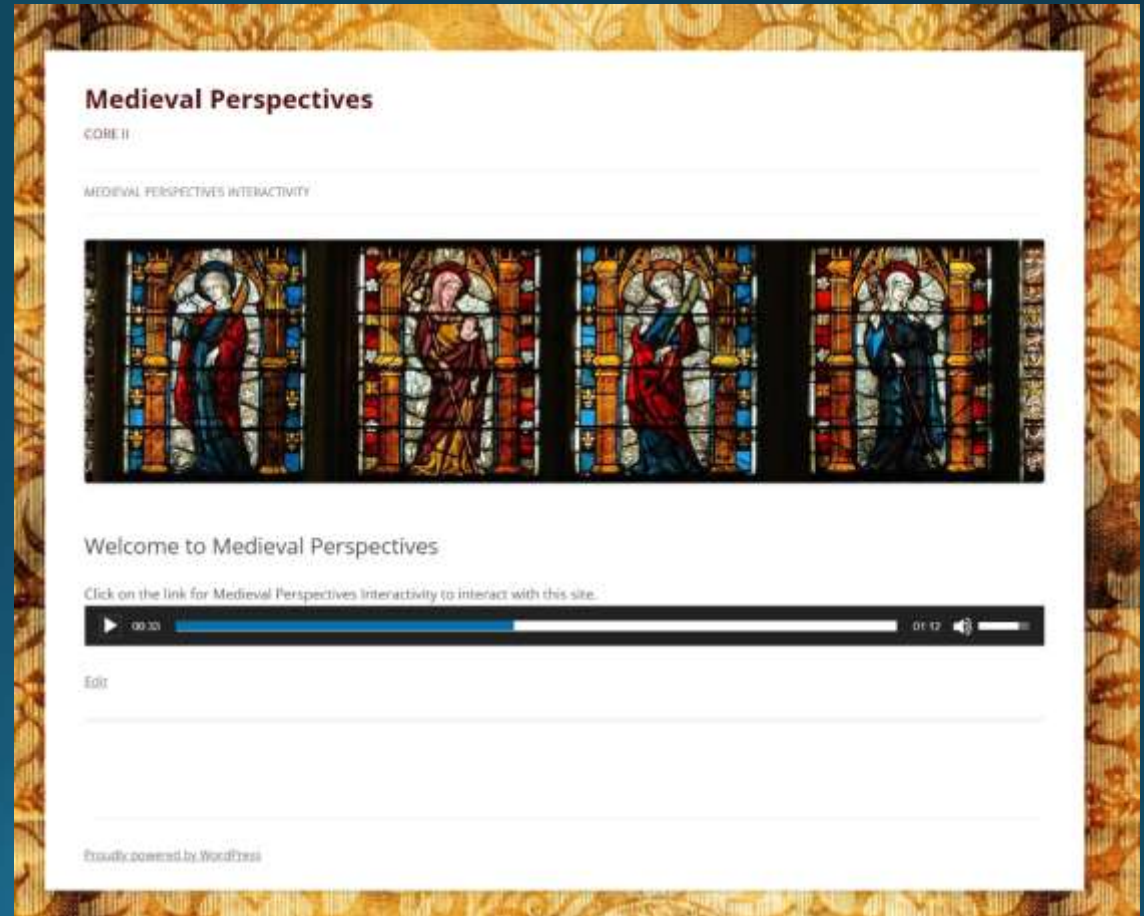 Medieval Perspectives
CORE II
MEDIEVAL PERSPECTIVES INTERACTIVITY
Welcome to Medieval Perspectives
Click on the link for Medieval Perspectives Interactivity to interact with this site.
00:33 01:12
Edit
Proudly powered by WordPress